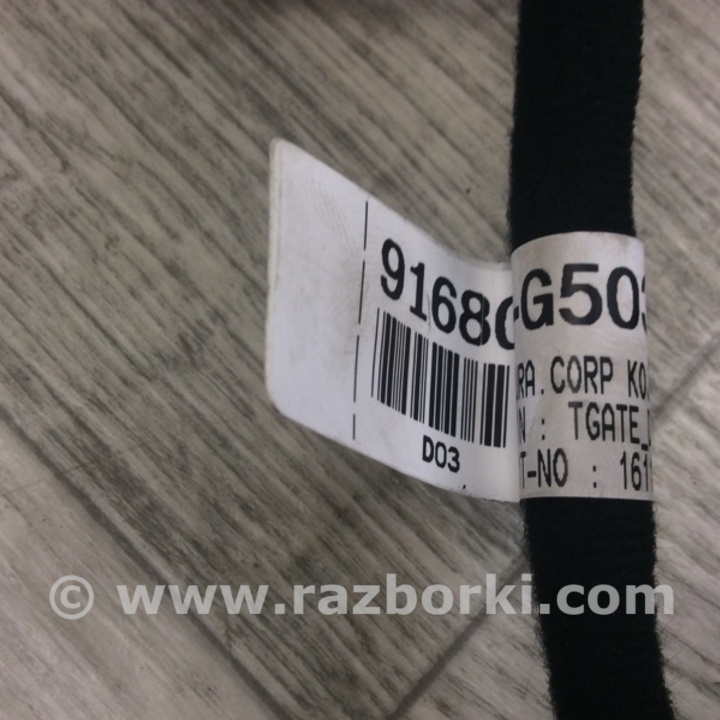 91680
-G503
RA.CORP KO
N : TGATE_
T-NO : 161
D03
© www.razborki.com